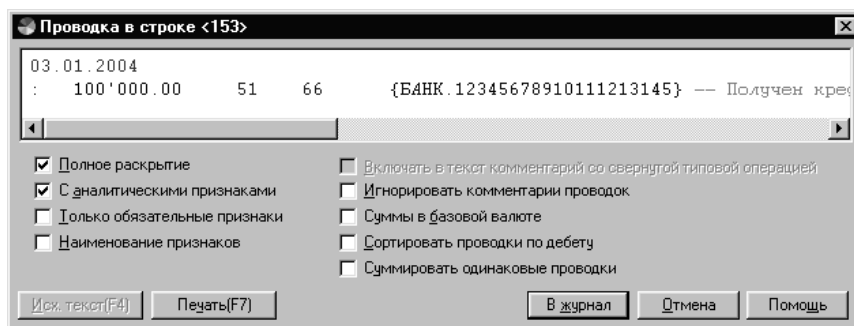 Проводка в строке <153>
03.01.2004
: 100'000.00 51 66 {БАНК.12345678910111213145} -- Получен кред
Полное раскрытие
С аналитическими признаками
Только обязательные признаки
Наименование признаков
Включать в текст комментарий со свернутой типовой операцией
Игнорировать комментарии проводок
Суммы в базовой валюте
Сортировать проводки по дебету
Суммировать одинаковые проводки
Исх. текст(F4) Печать(F7) В журнал Отмена Помощь